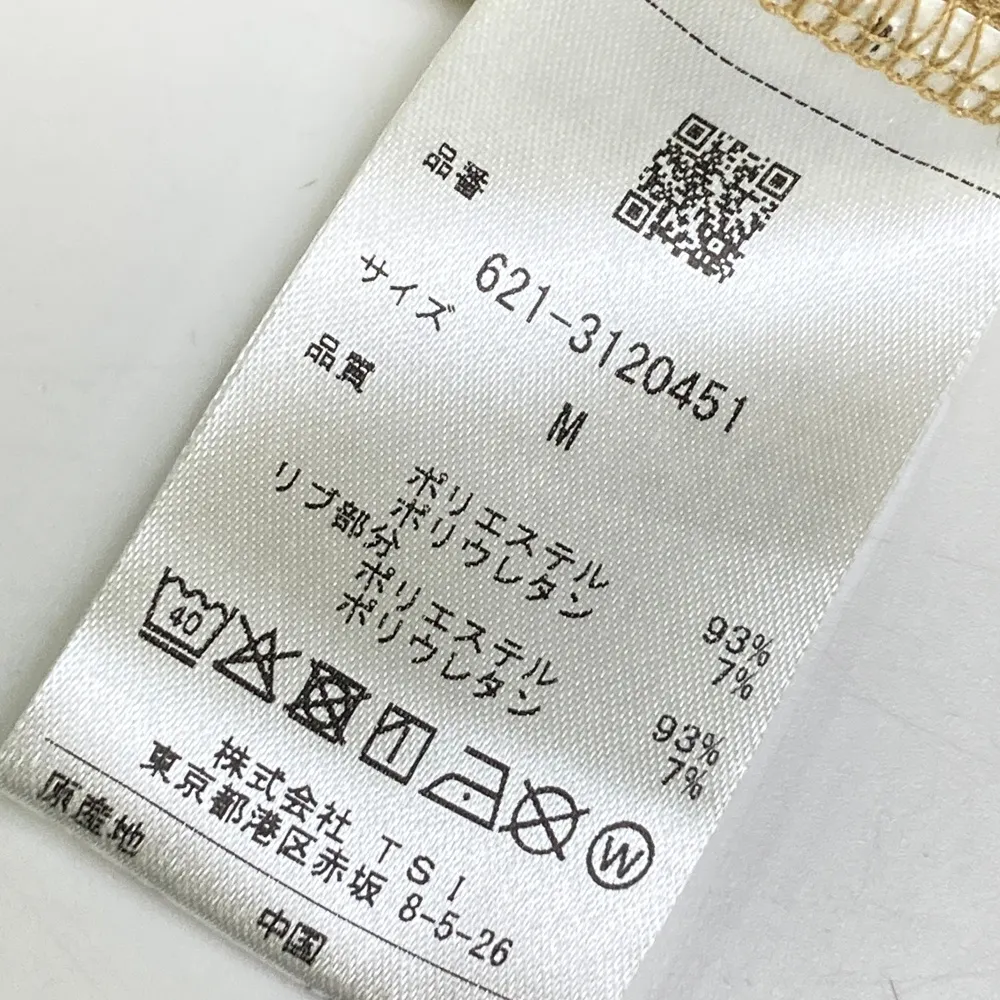 品番
621-3120451
サイズ
M
品質
ポリエステル 93%
ポリウレタン 7%
リブ部分
ポリエステル 93%
ポリウレタン 7%
40
W
株式会社 TSI
東京都港区赤坂 8-5-26
原産地
中国